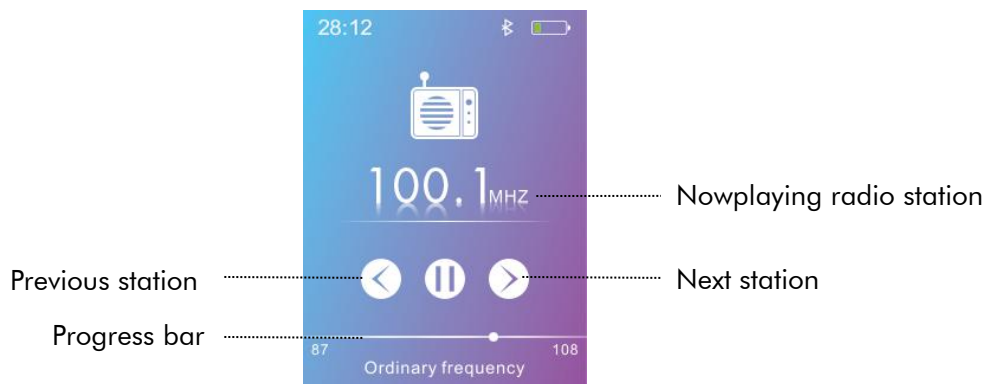 28:12
100.1MHZ
Nowplaying radio station
Previous station
Next station
Progress bar
87
108
Ordinary frequency